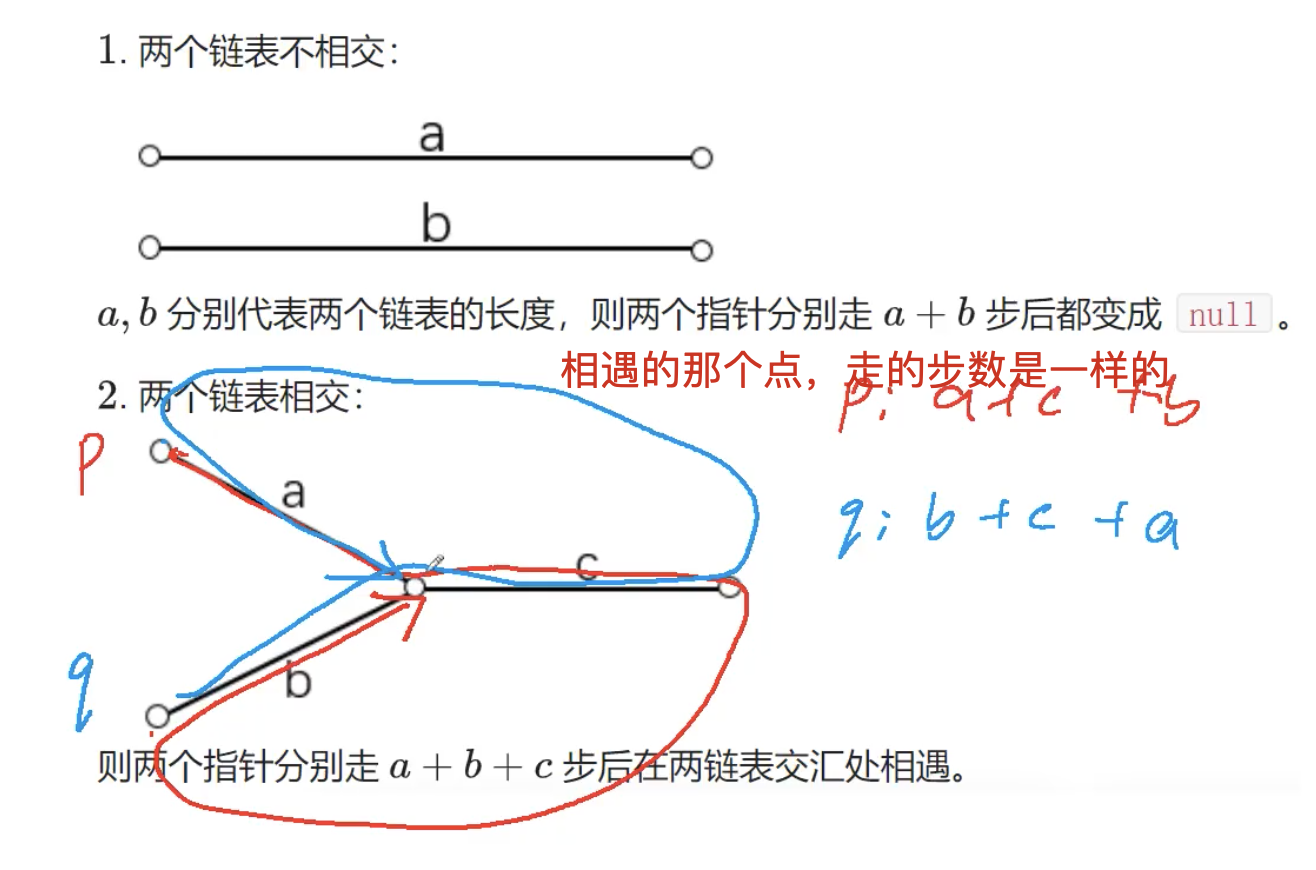 1. 两个链表不相交：
a
b
a, b 分别代表两个链表的长度，则两个指针分别走 a + b 步后都变成 null 。
相遇的那个点，走的步数是一样的
2. 两个链表相交：
p: a+c +b
p
a
q: b+c+a
c
q
b
则两个指针分别走 a + b + c 步后在两链表交汇处相遇。